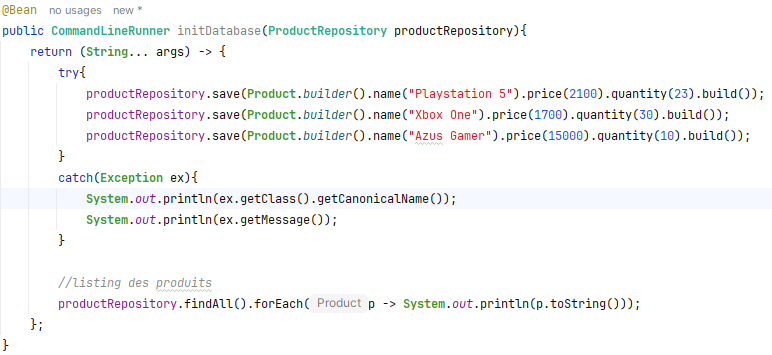 @Bean no usages new *
public CommandLineRunner initDatabase(ProductRepository productRepository){
return (String... args) -> {
try{
productRepository.save(Product.builder().name("Playstation 5").price(2100).quantity(23).build());
productRepository.save(Product.builder().name("Xbox One").price(1700).quantity(30).build());
productRepository.save(Product.builder().name("Azus Gamer").price(15000).quantity(10).build());
}
catch(Exception ex){
System.out.println(ex.getClass().getCanonicalName());
System.out.println(ex.getMessage());
}
//listing des produits
productRepository.findAll().forEach( Product p -> System.out.println(p.toString()));
};
}